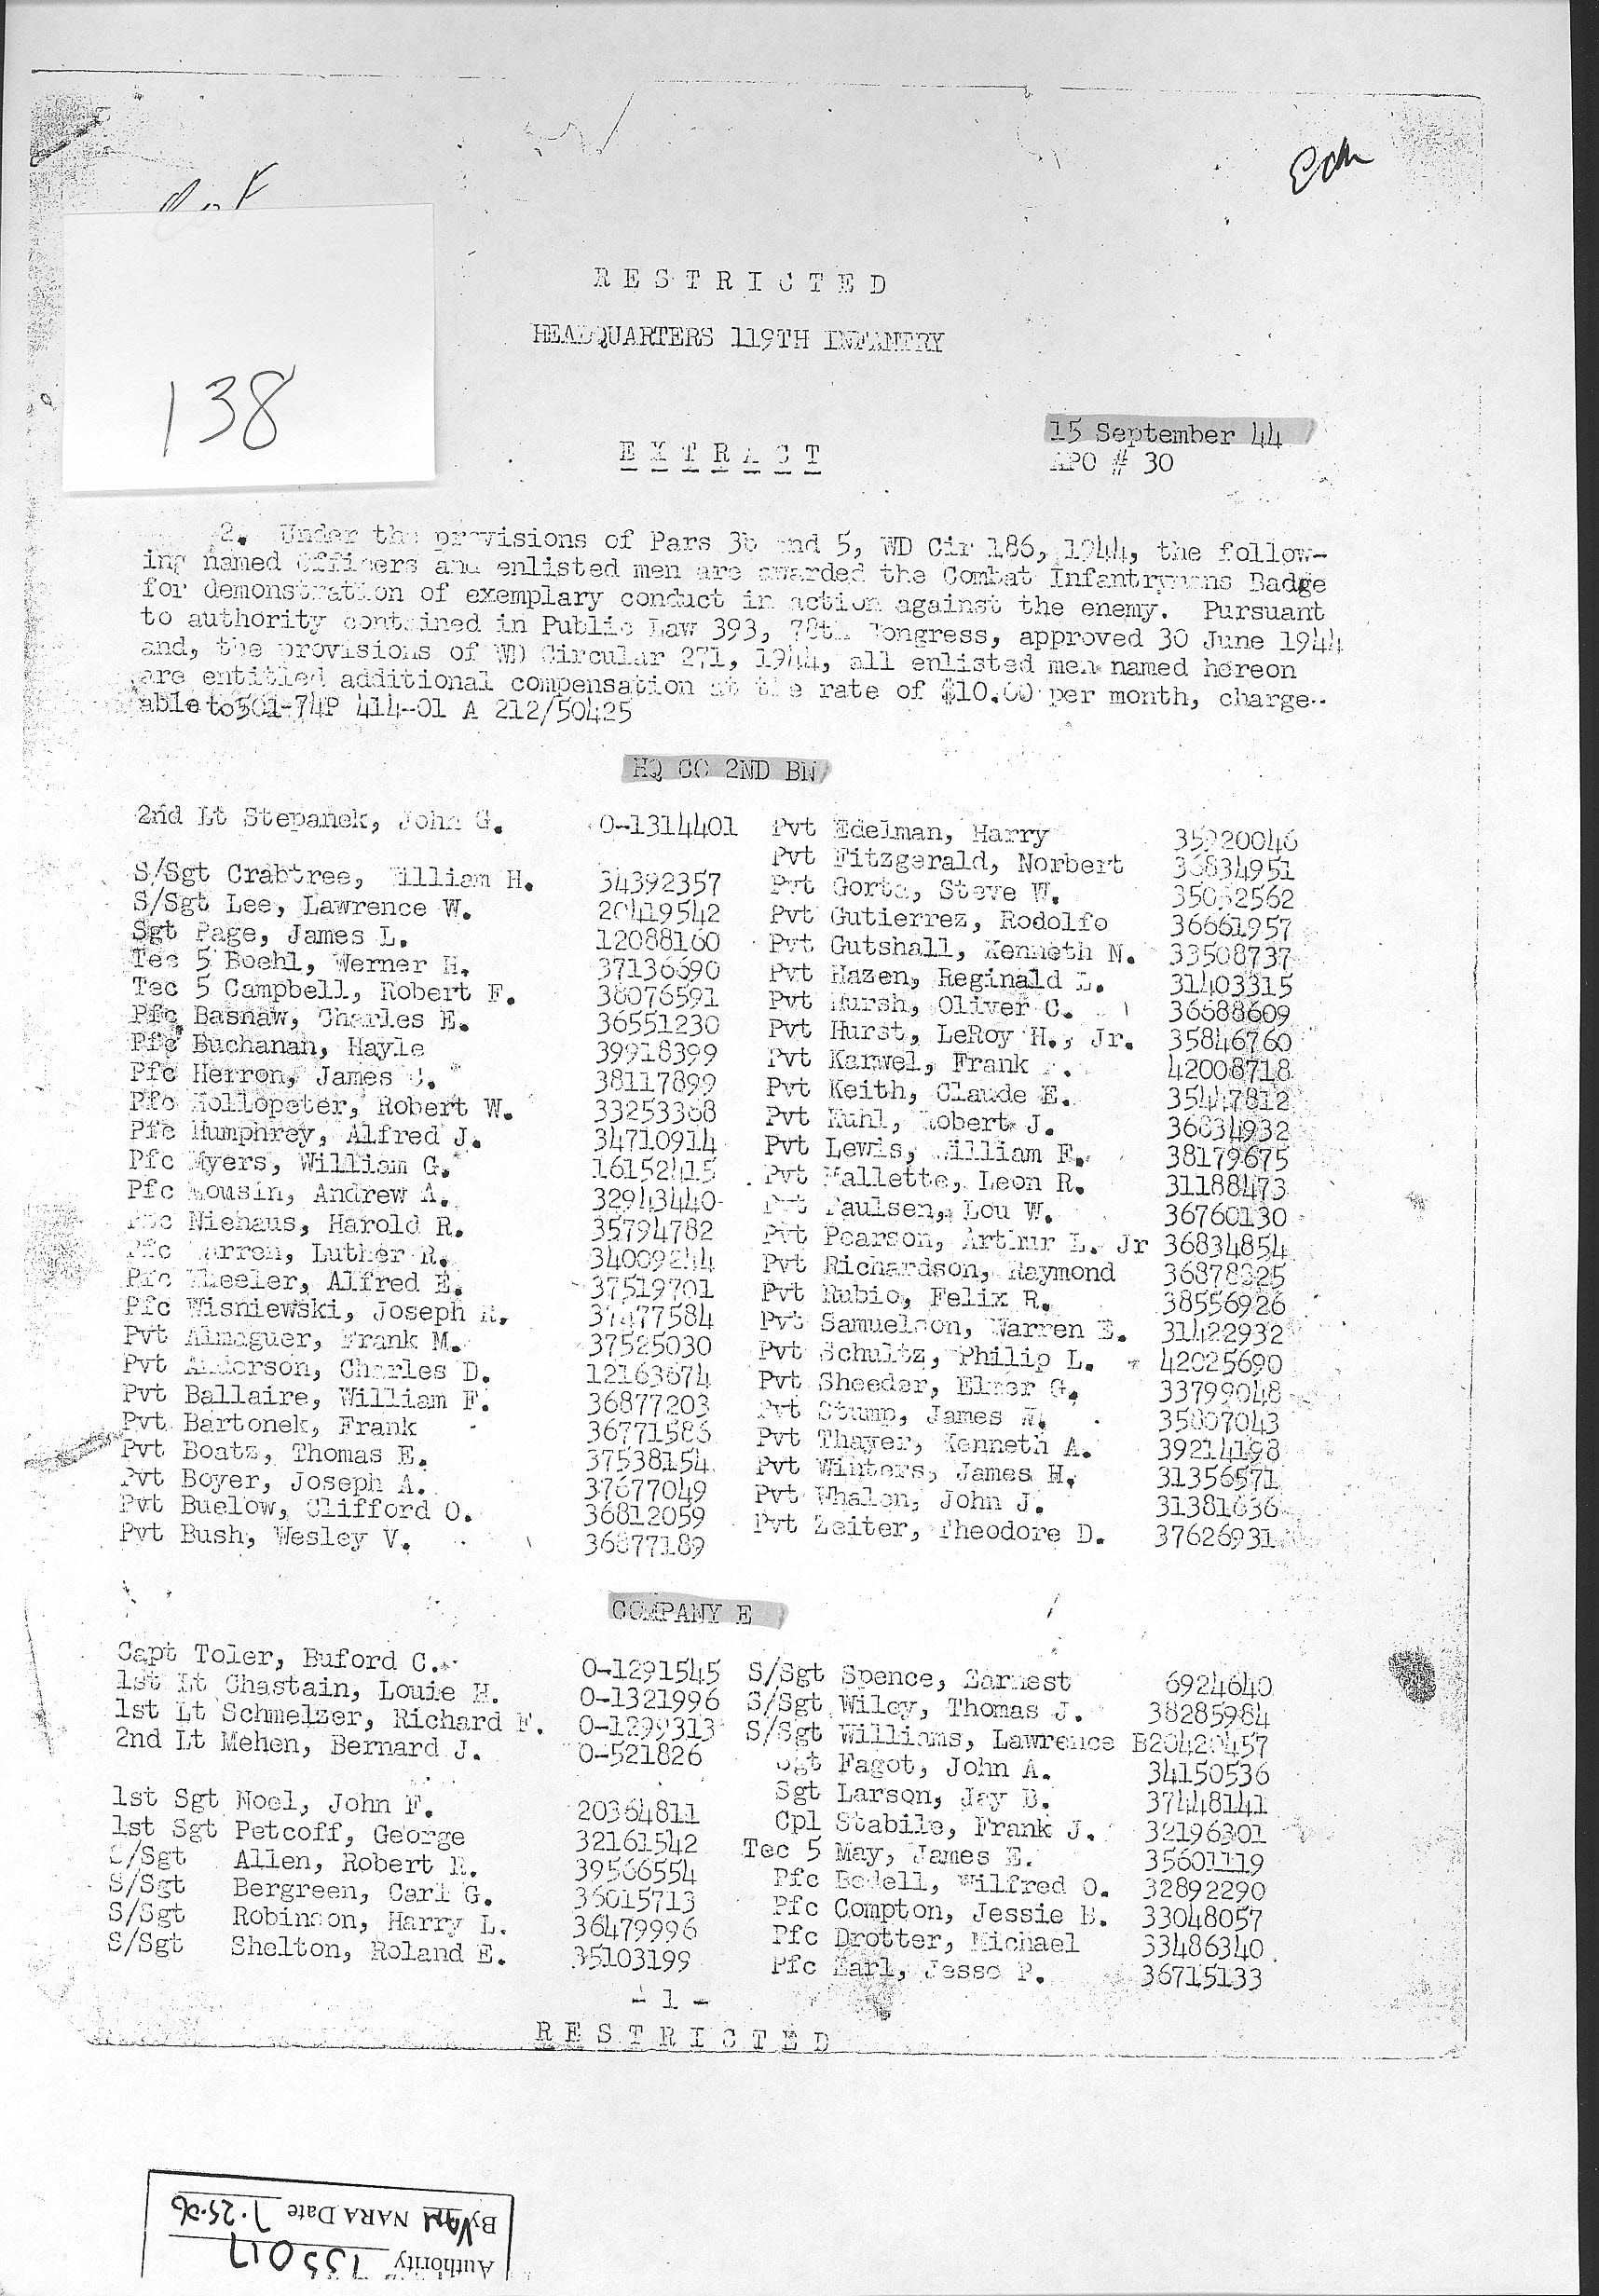 Ech
138
RESTRICTED
HEADQUARTERS 119TH INFANTRY
15 September 44
EXTRACT
APO # 30
2. Under the provisions of Pars 3b and 5, WD Cir 186, 1944, the follow-
ing named Officers and enlisted men are awarded the Combat Infantrymans Badge
for demonstration of exemplary conduct in action against the enemy. Pursuant
to authority contained in Public Law 393, 78th Congress, approved 30 June 1944
and, the provisions of WD Circular 271, 1944, all enlisted men named hereon
are entitled additional compensation at the rate of $10.00 per month, charge-
able to 501-74P 414-01 A 212/50425
HQ CO 2ND BN
2nd Lt Stepanek, John G. O-1314401
S/Sgt Crabtree, William H. 34392357
S/Sgt Lee, Lawrence W. 20419542
Sgt Page, James L. 12088160
Tec 5 Boehl, Werner H. 37136690
Tec 5 Campbell, Robert F. 38076591
Pfc Basnaw, Charles E. 36551230
Pfc Buchanan, Hayle 39918399
Pfc Herron, James 38117899
Pfc Hollopeter, Robert W. 33253368
Pfc Humphrey, Alfred J. 34710914
Pfc Myers, William G. 16152415
Pfc Mousin, Andrew A. 32943440
Pfc Niehaus, Harold R. 35794782
Pfc Warren, Luther R. 34009244
Pfc Wheeler, Alfred E. 37519701
Pfc Wisniewski, Joseph R. 37477584
Pvt Almaguer, Frank M. 37525030
Pvt Anderson, Charles D. 12163674
Pvt Ballaire, William F. 36877203
Pvt Bartonek, Frank 36771586
Pvt Boatz, Thomas E. 37538154
Pvt Boyer, Joseph A. 37677049
Pvt Buelow, Clifford O. 36812059
Pvt Bush, Wesley V. 36877189
Pvt Edelman, Harry 35920046
Pvt Fitzgerald, Norbert 36834951
Pvt Gorta, Steve W. 35052562
Pvt Gutierrez, Rodolfo 36661957
Pvt Gutshall, Kenneth N. 33508737
Pvt Hazen, Reginald L. 31403315
Pvt Hursh, Oliver C. 36688609
Pvt Hurst, LeRoy H., Jr. 35846760
Pvt Karwel, Frank 42008718
Pvt Keith, Claude E. 35447812
Pvt Kuhl, Robert J. 36834932
Pvt Lewis, William F. 38179675
Pvt Mallette, Leon R. 31188473
Pvt Paulsen, Lou W. 36760130
Pvt Pearson, Arthur L. Jr 36834854
Pvt Richardson, Raymond 36878325
Pvt Rubio, Felix R. 38556926
Pvt Samuelson, Warren E. 31422932
Pvt Schultz, Philip L. 42025690
Pvt Sheeder, Elmer G. 33799048
Pvt Stump, James W. 35807043
Pvt Thayer, Kenneth A. 39214198
Pvt Winters, James H. 31356571
Pvt Whalon, John J. 31381636
Pvt Zeiter, Theodore D. 37626931
COMPANY E
Capt Toler, Buford C. O-1291545
1st Lt Chastain, Louie H. O-1321996
1st Lt Schmelzer, Richard F. O-1299313
2nd Lt Mehen, Bernard J. O-521826
1st Sgt Noel, John F. 20364811
1st Sgt Petcoff, George 32161542
S/Sgt Allen, Robert R. 39566554
S/Sgt Bergreen, Carl G. 36015713
S/Sgt Robinson, Harry L. 36479996
S/Sgt Shelton, Roland E. 35103199
S/Sgt Spence, Earnest 6924640
S/Sgt Wiley, Thomas J. 38285984
S/Sgt Williams, Lawrence B 20420457
Sgt Fagot, John A. 34150536
Sgt Larson, Jay B. 37448141
Cpl Stabile, Frank J. 32196301
Tec 5 May, James E. 35601119
Pfc Bedell, Wilfred O. 32892290
Pfc Compton, Jessie B. 33048057
Pfc Drotter, Michael 33486340
Pfc Earl, Jesse P. 36715133
- 1 -
RESTRICTED
Authority 735017
By NARA Date 7-25-06